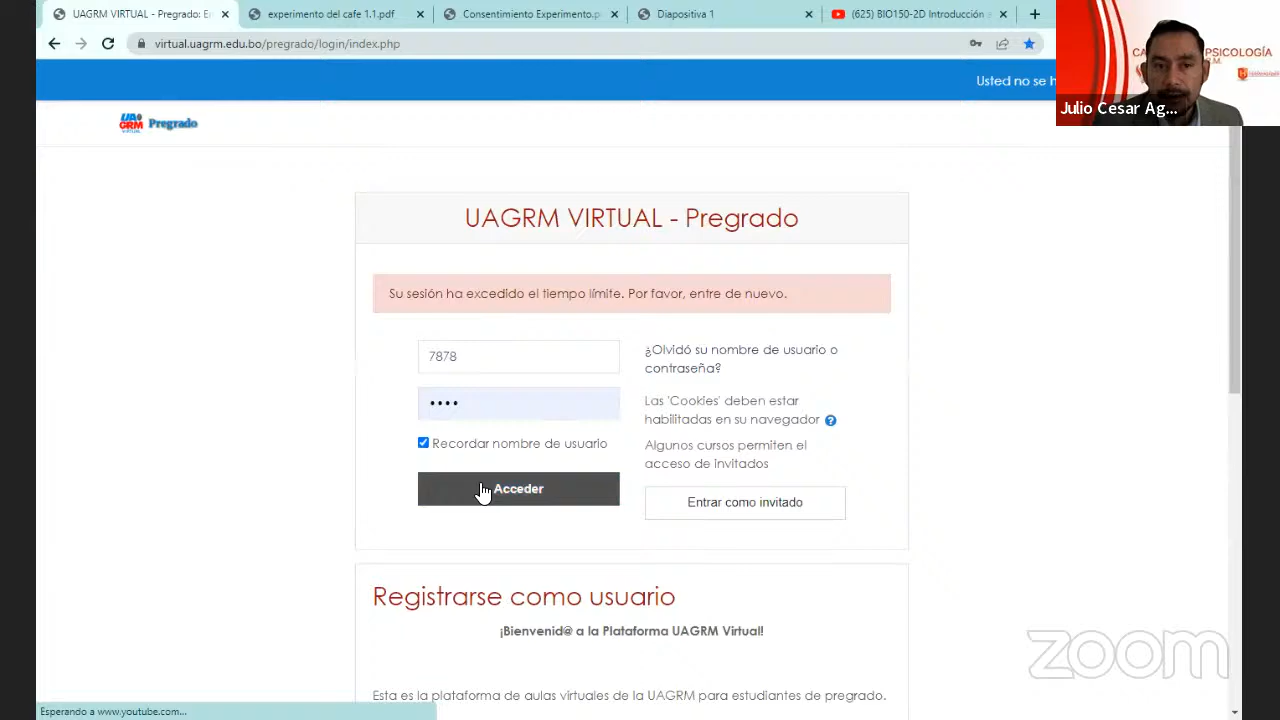 UAGRM VIRTUAL - Pregrado: E
experimento del cafe 1.1.pdf
Consentimiento Experimento.p
Diapositiva 1
(625) BIO150-2D Introducción
virtual.uagrm.edu.bo/pregrado/login/index.php
Usted no se h
PSICOLOGÍA
Julio Cesar Ag...
UAGRM VIRTUAL Pregrado
UAGRM VIRTUAL - Pregrado
Su sesión ha excedido el tiempo límite. Por favor, entre de nuevo.
7878
••••
Recordar nombre de usuario
Acceder
¿Olvidó su nombre de usuario o
contraseña?
Las 'Cookies' deben estar
habilitadas en su navegador
Algunos cursos permiten el
acceso de invitados
Entrar como invitado
Registrarse como usuario
¡Bienvenid@ a la Plataforma UAGRM Virtual!
Esta es la plataforma de aulas virtuales de la UAGRM para estudiantes de pregrado.
zoom
Esperando a www.youtube.com...